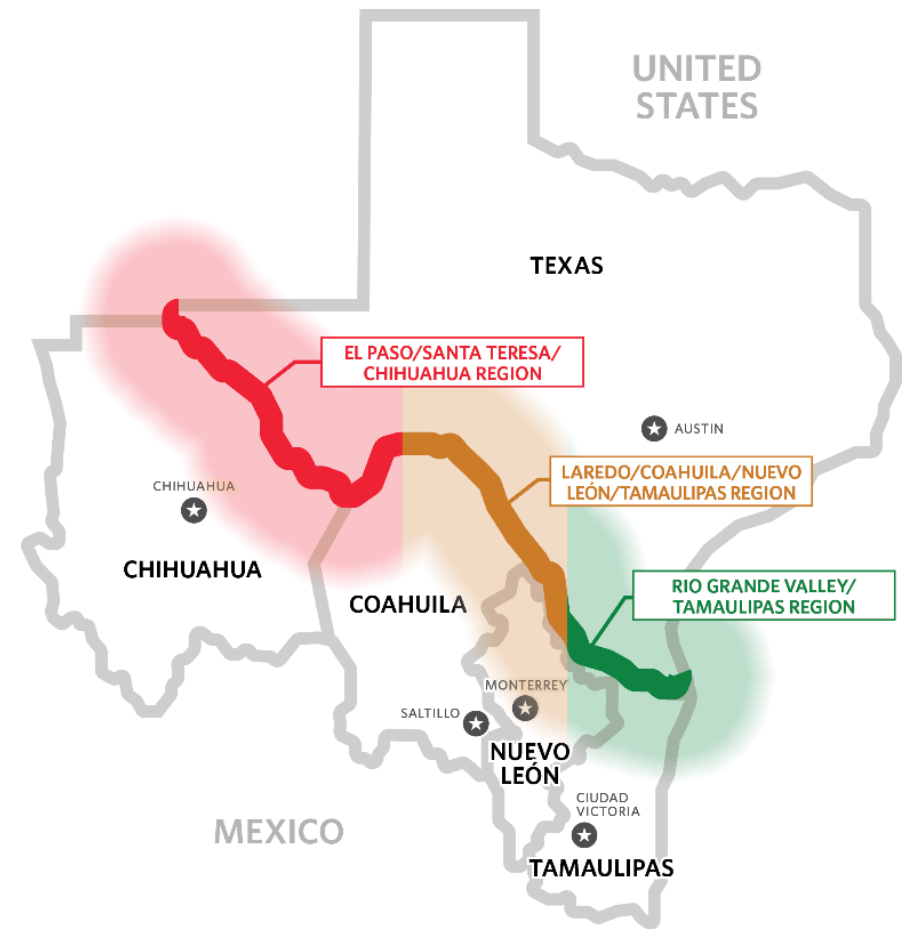 UNITED
STATES
TEXAS
EL PASO/SANTA TERESA/
CHIHUAHUA REGION
AUSTIN
LAREDO/COAHUILA/NUEVO
LEÓN/TAMAULIPAS REGION
CHIHUAHUA
CHIHUAHUA
COAHUILA
RIO GRANDE VALLEY/
TAMAULIPAS REGION
MONTERREY
SALTILLO
NUEVO
LEÓN
CIUDAD
VICTORIA
MEXICO
TAMAULIPAS